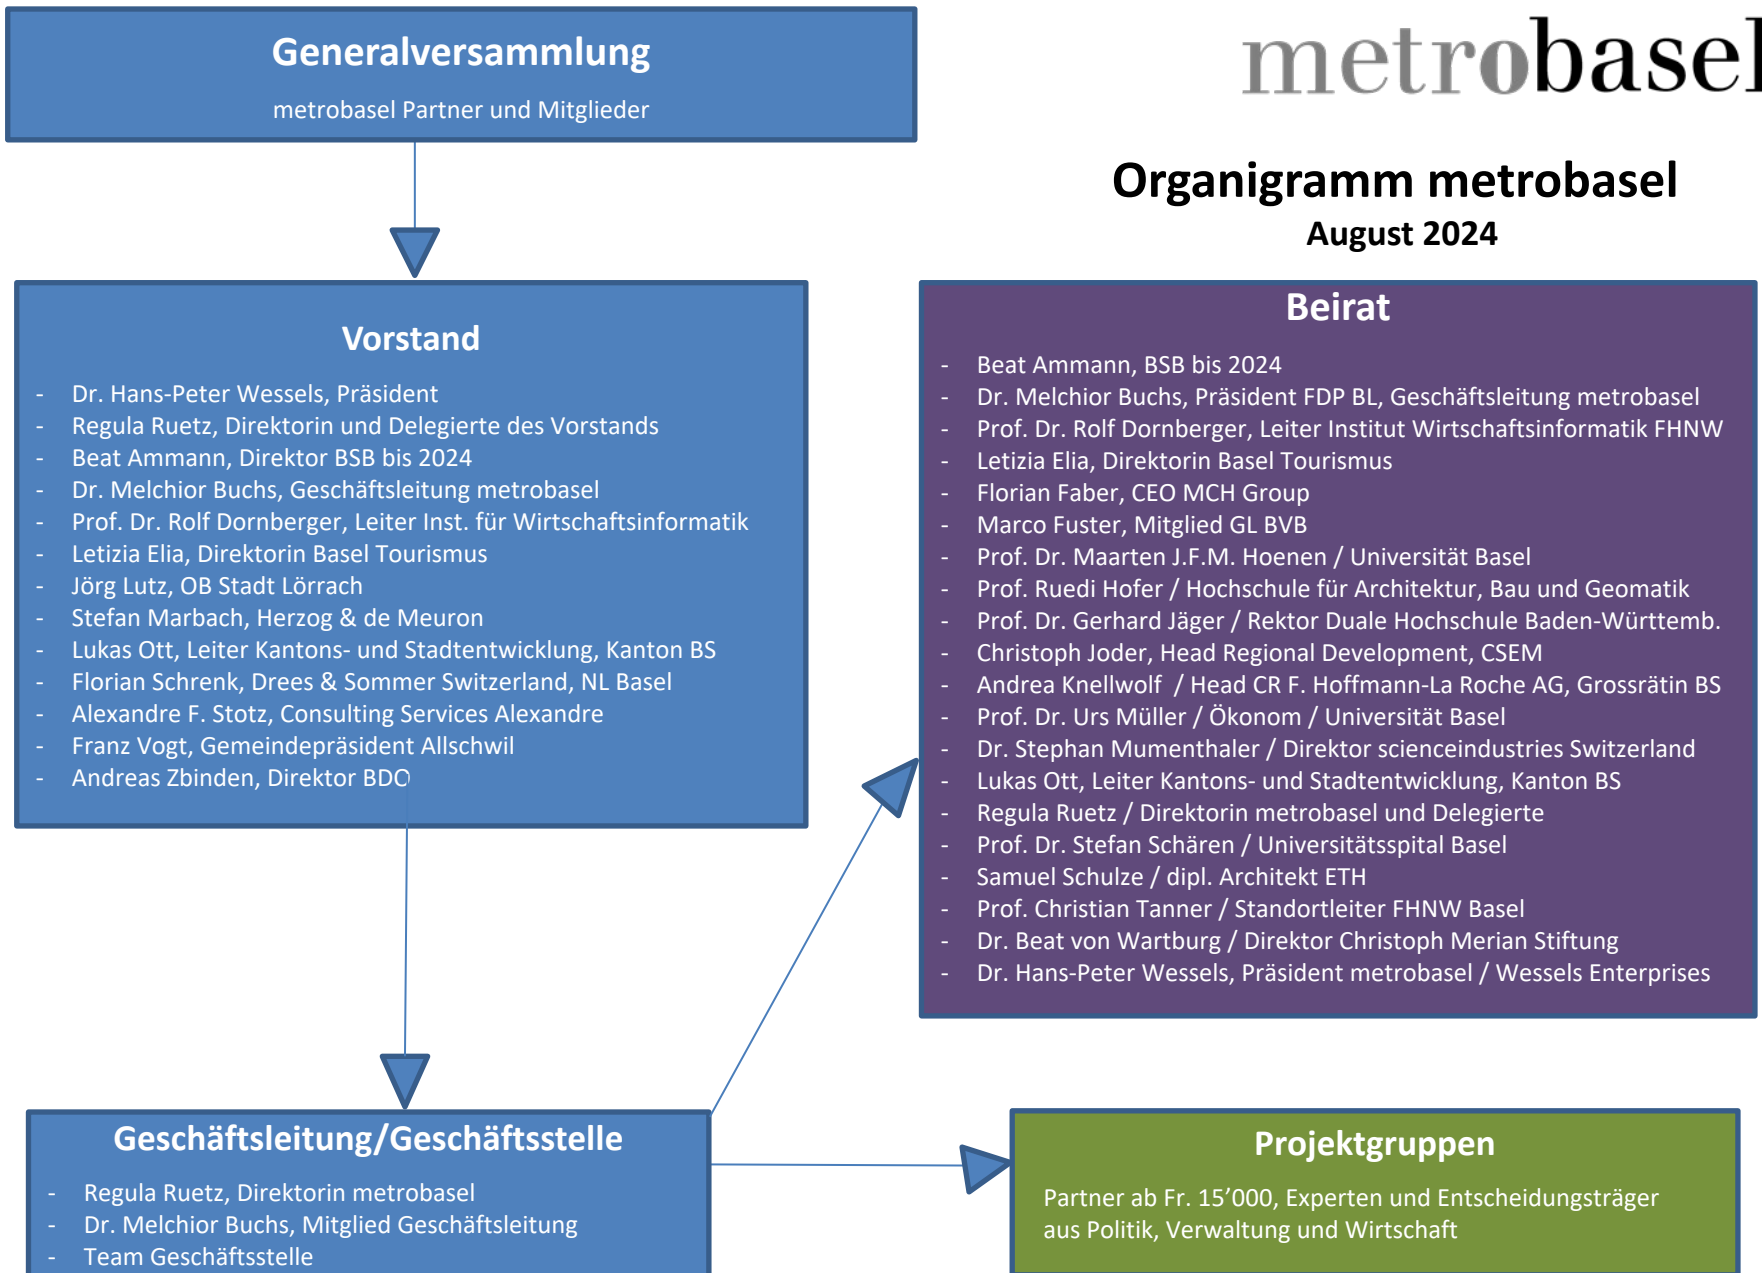 Generalversammlung
metrobasel Partner und Mitglieder
metrobasel
Organigramm metrobasel
August 2024
Vorstand
- Dr. Hans-Peter Wessels, Präsident
- Regula Ruetz, Direktorin und Delegierte des Vorstands
- Beat Ammann, Direktor BSB bis 2024
- Dr. Melchior Buchs, Geschäftsleitung metrobasel
- Prof. Dr. Rolf Dornberger, Leiter Inst. für Wirtschaftsinformatik
- Letizia Elia, Direktorin Basel Tourismus
- Jörg Lutz, OB Stadt Lörrach
- Stefan Marbach, Herzog & de Meuron
- Lukas Ott, Leiter Kantons- und Stadtentwicklung, Kanton BS
- Florian Schrenk, Drees & Sommer Switzerland, NL Basel
- Alexandre F. Stotz, Consulting Services Alexandre
- Franz Vogt, Gemeindepräsident Allschwil
- Andreas Zbinden, Direktor BDO
Beirat
- Beat Ammann, BSB bis 2024
- Dr. Melchior Buchs, Präsident FDP BL, Geschäftsleitung metrobasel
- Prof. Dr. Rolf Dornberger, Leiter Institut Wirtschaftsinformatik FHNW
- Letizia Elia, Direktorin Basel Tourismus
- Florian Faber, CEO MCH Group
- Marco Fuster, Mitglied GL BVB
- Prof. Dr. Maarten J.F.M. Hoenen / Universität Basel
- Prof. Ruedi Hofer / Hochschule für Architektur, Bau und Geomatik
- Prof. Dr. Gerhard Jäger / Rektor Duale Hochschule Baden-Württemb.
- Christoph Joder, Head Regional Development, CSEM
- Andrea Knellwolf / Head CR F. Hoffmann-La Roche AG, Grossrätin BS
- Prof. Dr. Urs Müller / Ökonom / Universität Basel
- Dr. Stephan Mumenthaler / Direktor scienceindustries Switzerland
- Lukas Ott, Leiter Kantons- und Stadtentwicklung, Kanton BS
- Regula Ruetz / Direktorin metrobasel und Delegierte
- Prof. Dr. Stefan Schären / Universitätsspital Basel
- Samuel Schulze / dipl. Architekt ETH
- Prof. Christian Tanner / Standortleiter FHNW Basel
- Dr. Beat von Wartburg / Direktor Christoph Merian Stiftung
- Dr. Hans-Peter Wessels, Präsident metrobasel / Wessels Enterprises
Geschäftsleitung/Geschäftsstelle
- Regula Ruetz, Direktorin metrobasel
- Dr. Melchior Buchs, Mitglied Geschäftsleitung
- Team Geschäftsstelle
Projektgruppen
Partner ab Fr. 15’000, Experten und Entscheidungsträger
aus Politik, Verwaltung und Wirtschaft